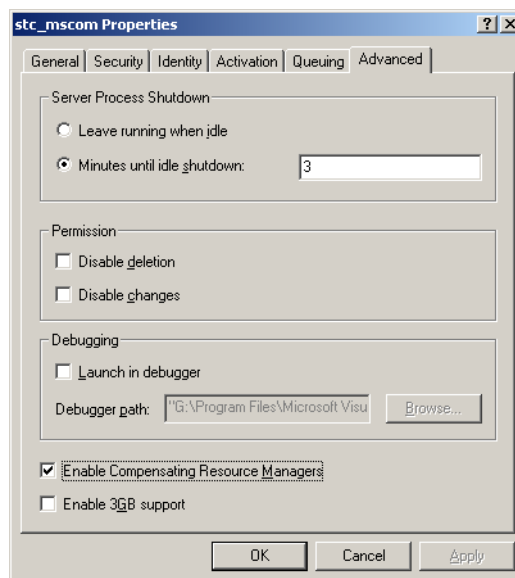 stc_mscom Properties
General Security Identity Activation Queuing Advanced
Server Process Shutdown
Leave running when idle
Minutes until idle shutdown: 3
Permission
Disable deletion
Disable changes
Debugging
Launch in debugger
Debugger path: "G:\Program Files\Microsoft Visu Browse...
Enable Compensating Resource Managers
Enable 3GB support
OK Cancel Apply